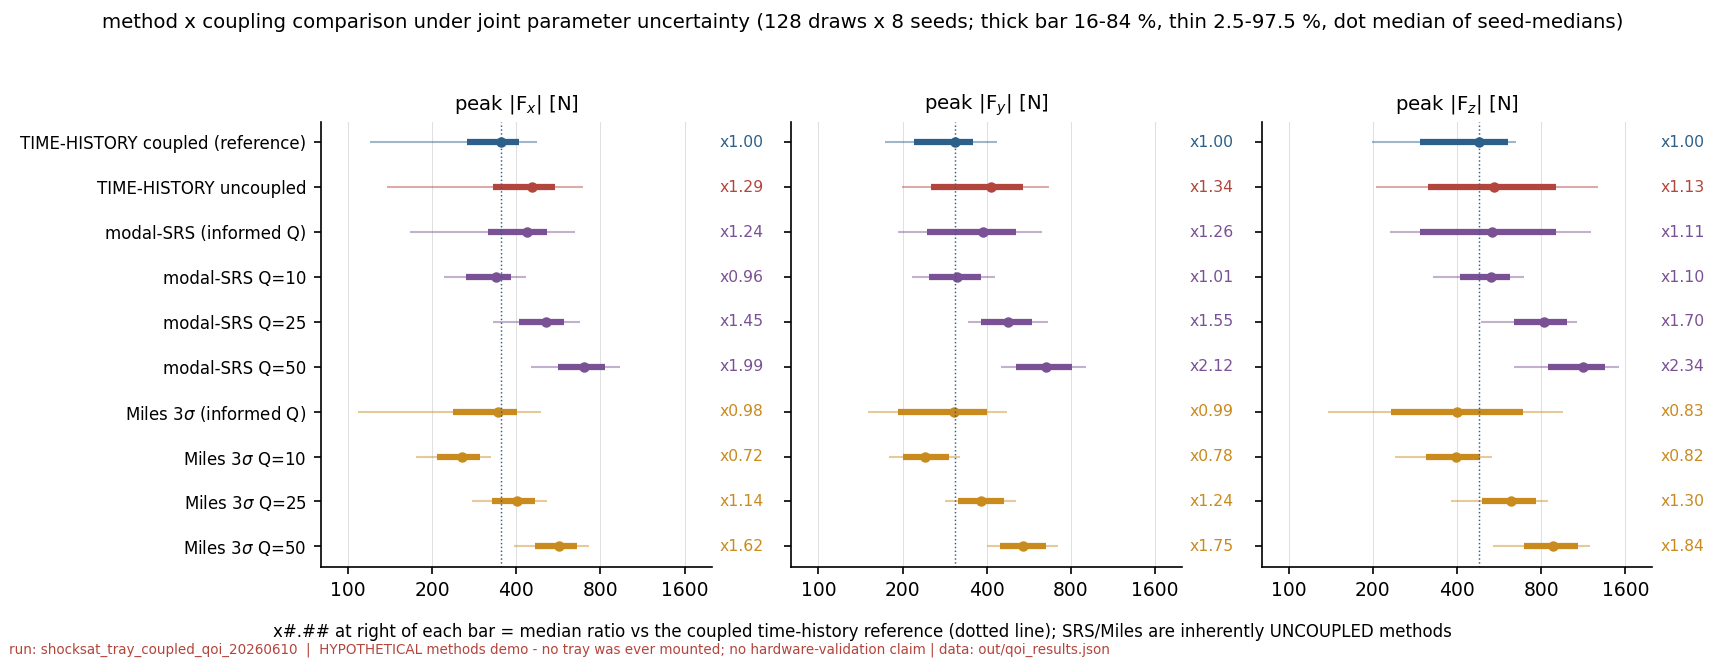 method x coupling comparison under joint parameter uncertainty (128 draws x 8 seeds; thick bar 16-84 %, thin 2.5-97.5 %, dot median of seed-medians)
peak |Fx| [N]
peak |Fy| [N]
peak |Fz| [N]
TIME-HISTORY coupled (reference) x1.00 x1.00 x1.00
TIME-HISTORY uncoupled x1.29 x1.34 x1.13
modal-SRS (informed Q) x1.24 x1.26 x1.11
modal-SRS Q=10 x0.96 x1.01 x1.10
modal-SRS Q=25 x1.45 x1.55 x1.70
modal-SRS Q=50 x1.99 x2.12 x2.34
Miles 3σ (informed Q) x0.98 x0.99 x0.83
Miles 3σ Q=10 x0.72 x0.78 x0.82
Miles 3σ Q=25 x1.14 x1.24 x1.30
Miles 3σ Q=50 x1.62 x1.75 x1.84
100 200 400 800 1600 100 200 400 800 1600 100 200 400 800 1600
x#.## at right of each bar = median ratio vs the coupled time-history reference (dotted line); SRS/Miles are inherently UNCOUPLED methods
run: shocksat_tray_coupled_qoi_20260610 | HYPOTHETICAL methods demo - no tray was ever mounted; no hardware-validation claim | data: out/qoi_results.json